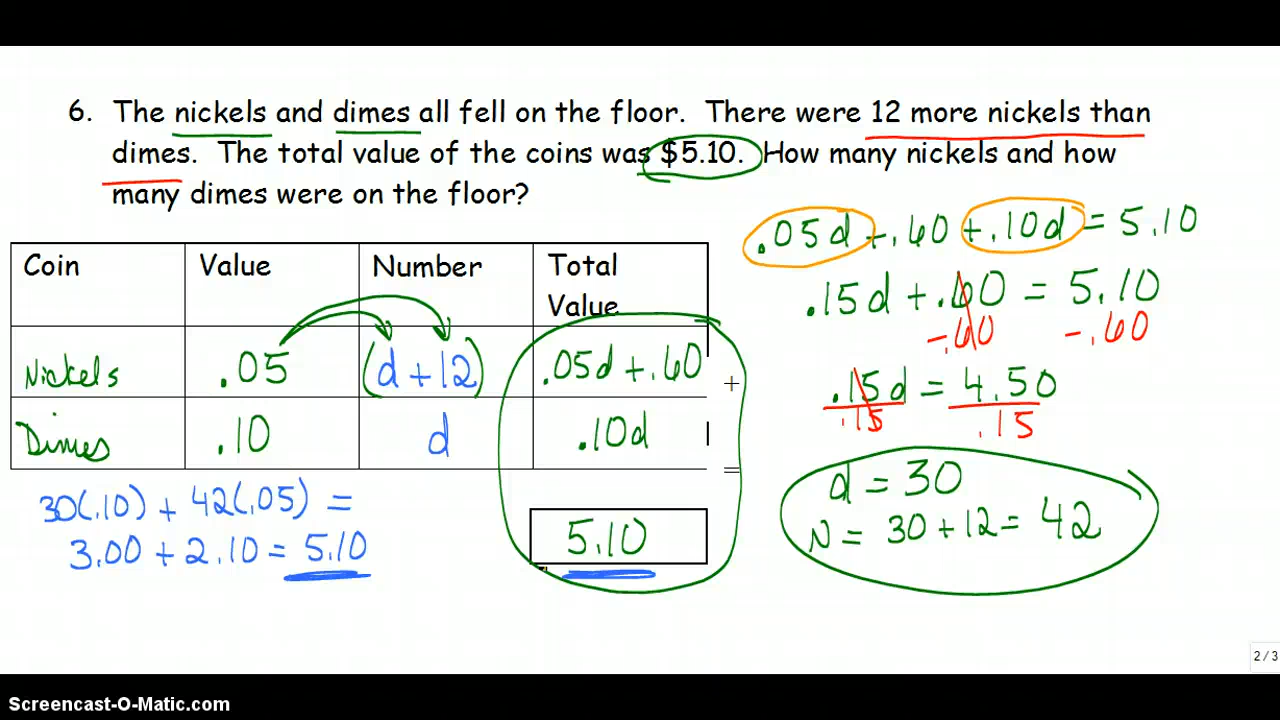 6. The nickels and dimes all fell on the floor. There were 12 more nickels than
dimes. The total value of the coins was $5.10. How many nickels and how
many dimes were on the floor?
Coin Value Number Total
Value
Nickels .05 (d + 12) .05d + .60 +
Dimes .10 d .10d
=
5.10
30(.10) + 42(.05) =
3.00 + 2.10 = 5.10
.05d + .60 + .10d = 5.10
.15d + .60 = 5.10
- .60 - .60
.15d = 4.50
.15 .15
d = 30
N = 30 + 12 = 42
2/3
Screencast-O-Matic.com